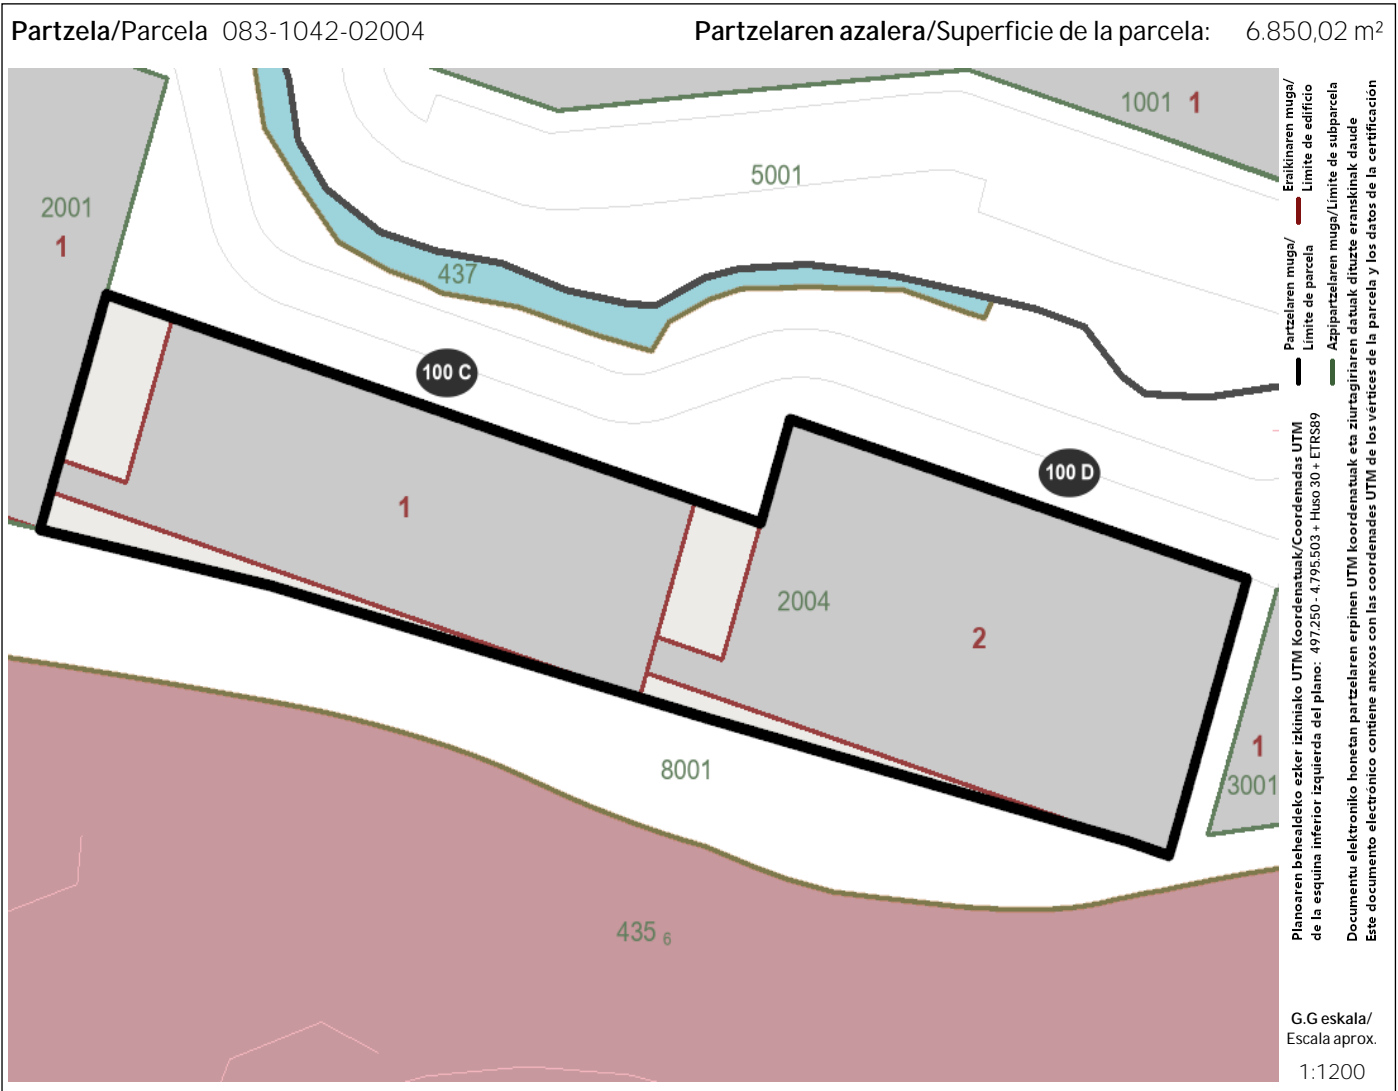 Partzela/Parcela 083-1042-02004
Partzelaren azalera/Superficie de la parcela: 6.850,02 m²
1001 1
5001
2001
1
437
100 C
100 D
1
2004
2
8001
1
3001
435 6
Partzelaren muga/
Límite de parcela
Eraikinaren muga/
Límite de edificio
Azpipartzelaren muga/Límite de subparcela
Planoaren behealdeko ezker izkiniako UTM Koordenatuak/Coordenadas UTM
de la esquina inferior izquierda del plano: 497.250 - 4.795.503 + Huso 30 + ETRS89
Documentu elektroniko honetan partzelaren erpinen UTM koordenatuak eta ziurtagiriaren datuak dituzte eranskinak daude
Este documento electrónico contiene anexos con las coordenadas UTM de los vértices de la parcela y los datos de la certificación
G.G eskala/
Escala aprox.
1:1200